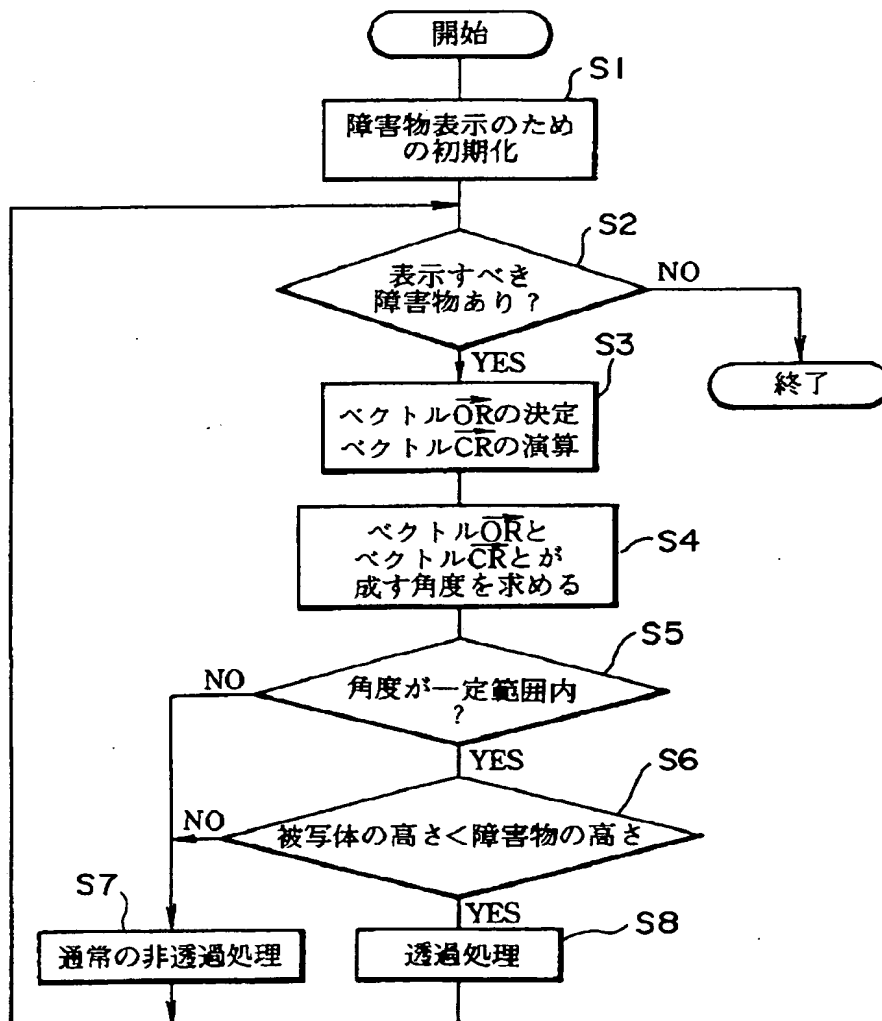 開始
S1
障害物表示のため
の初期化
S2
表示すべき
障害物あり?
NO
YES
S3
終了
ベクトルORの決定
ベクトルCRの演算
ベクトルORと
ベクトルCRとが
成す角度を求める
S4
S5
NO
角度が一定範囲内
?
YES
S6
NO
被写体の高さ<障害物の高さ
S7
YES
S8
通常の非透過処理
透過処理